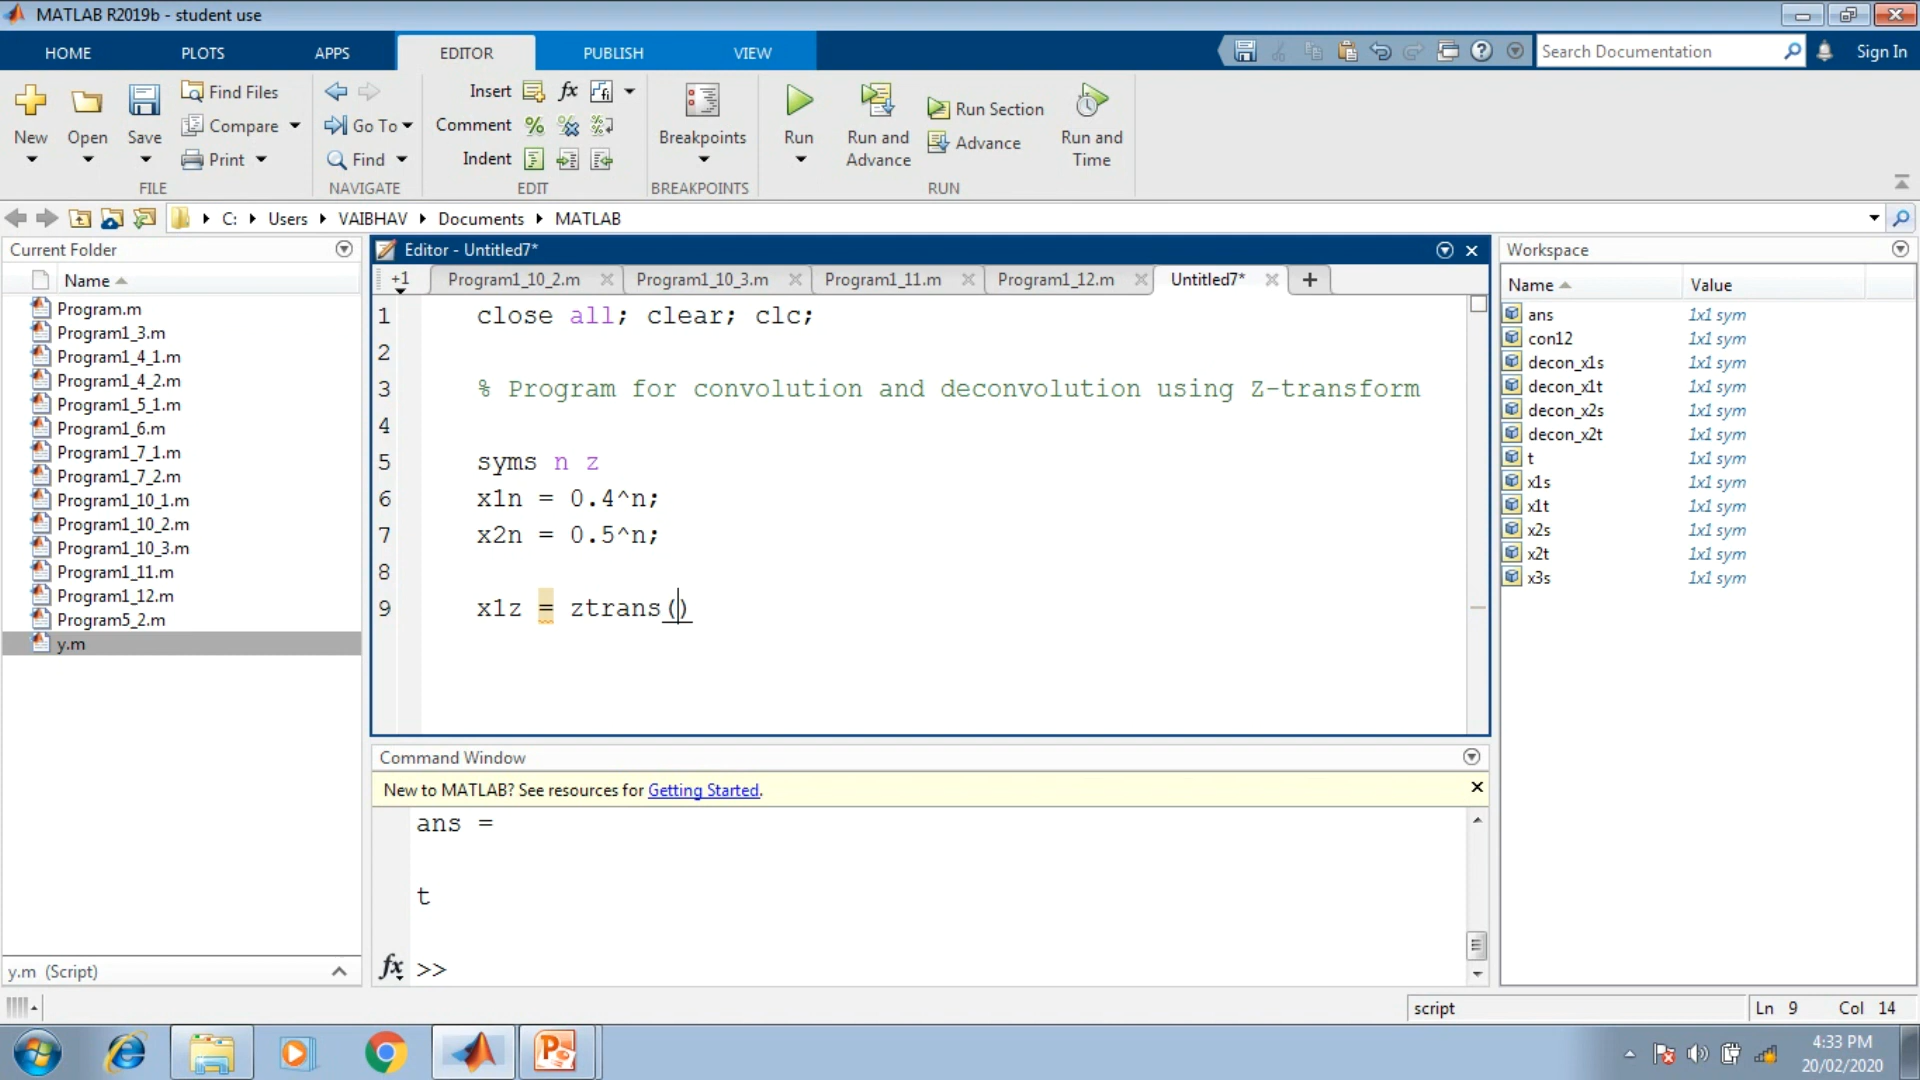 MATLAB R2019b - student use
HOME PLOTS APPS EDITOR PUBLISH VIEW Search Documentation Sign In
New Open Save Find Files Compare Print FILE
Go To Find NAVIGATE
Insert fx Comment Indent EDIT
Breakpoints BREAKPOINTS
Run Run and Advance Run Section Advance Run and Time RUN
C: Users VAIBHAV Documents MATLAB
Current Folder
Name
Program.m
Program1_3.m
Program1_4_1.m
Program1_4_2.m
Program1_5_1.m
Program1_6.m
Program1_7_1.m
Program1_7_2.m
Program1_10_1.m
Program1_10_2.m
Program1_10_3.m
Program1_11.m
Program1_12.m
Program5_2.m
y.m
y.m (Script)
Editor - Untitled7*
+1 Program1_10_2.m Program1_10_3.m Program1_11.m Program1_12.m Untitled7*
1 close all; clear; clc;
2
3 % Program for convolution and deconvolution using Z-transform
4
5 syms n z
6 x1n = 0.4^n;
7 x2n = 0.5^n;
8
9 x1z = ztrans()
Command Window
New to MATLAB? See resources for Getting Started.
ans =
t
fx >>
Workspace
Name Value
ans 1x1 sym
con12 1x1 sym
decon_x1s 1x1 sym
decon_x1t 1x1 sym
decon_x2s 1x1 sym
decon_x2t 1x1 sym
t 1x1 sym
x1s 1x1 sym
x1t 1x1 sym
x2s 1x1 sym
x2t 1x1 sym
x3s 1x1 sym
script Ln 9 Col 14
4:33 PM
20/02/2020